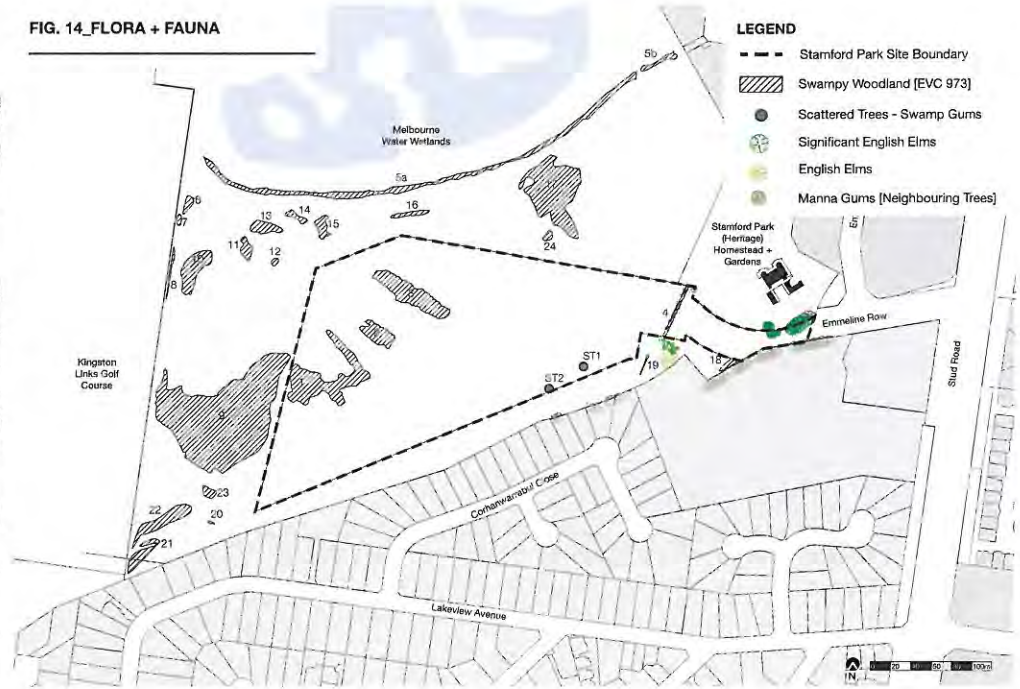 FIG. 14_FLORA + FAUNA
LEGEND
Stamford Park Site Boundary
Swampy Woodland [EVC 973]
Scattered Trees - Swamp Gums
Significant English Elms
English Elms
Manna Gums [Neighbouring Trees]
5b
Melbourne
Water Wetlands
5a
6
7
13
14
15
16
11
12
8
24
Stamford Park
(Heritage)
Homestead +
Gardens
4
Emmeline Row
ST1
ST2
19
18
Kingston
Links Golf
Course
9
Stud Road
23
22
20
21
Corhanwarrabul Close
Lakeview Avenue
N
0 20 50 100m